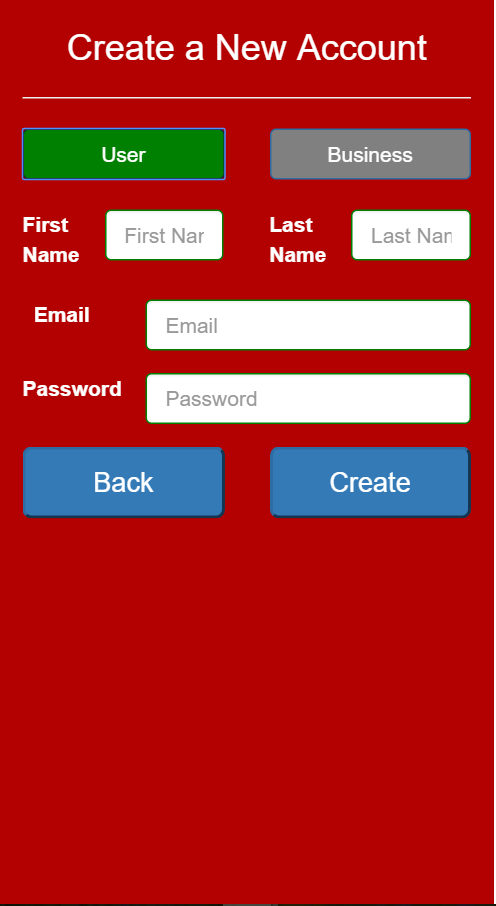 Create a New Account
User Business
First Name First Nar Last Name Last Nan
Email Email
Password Password
Back Create